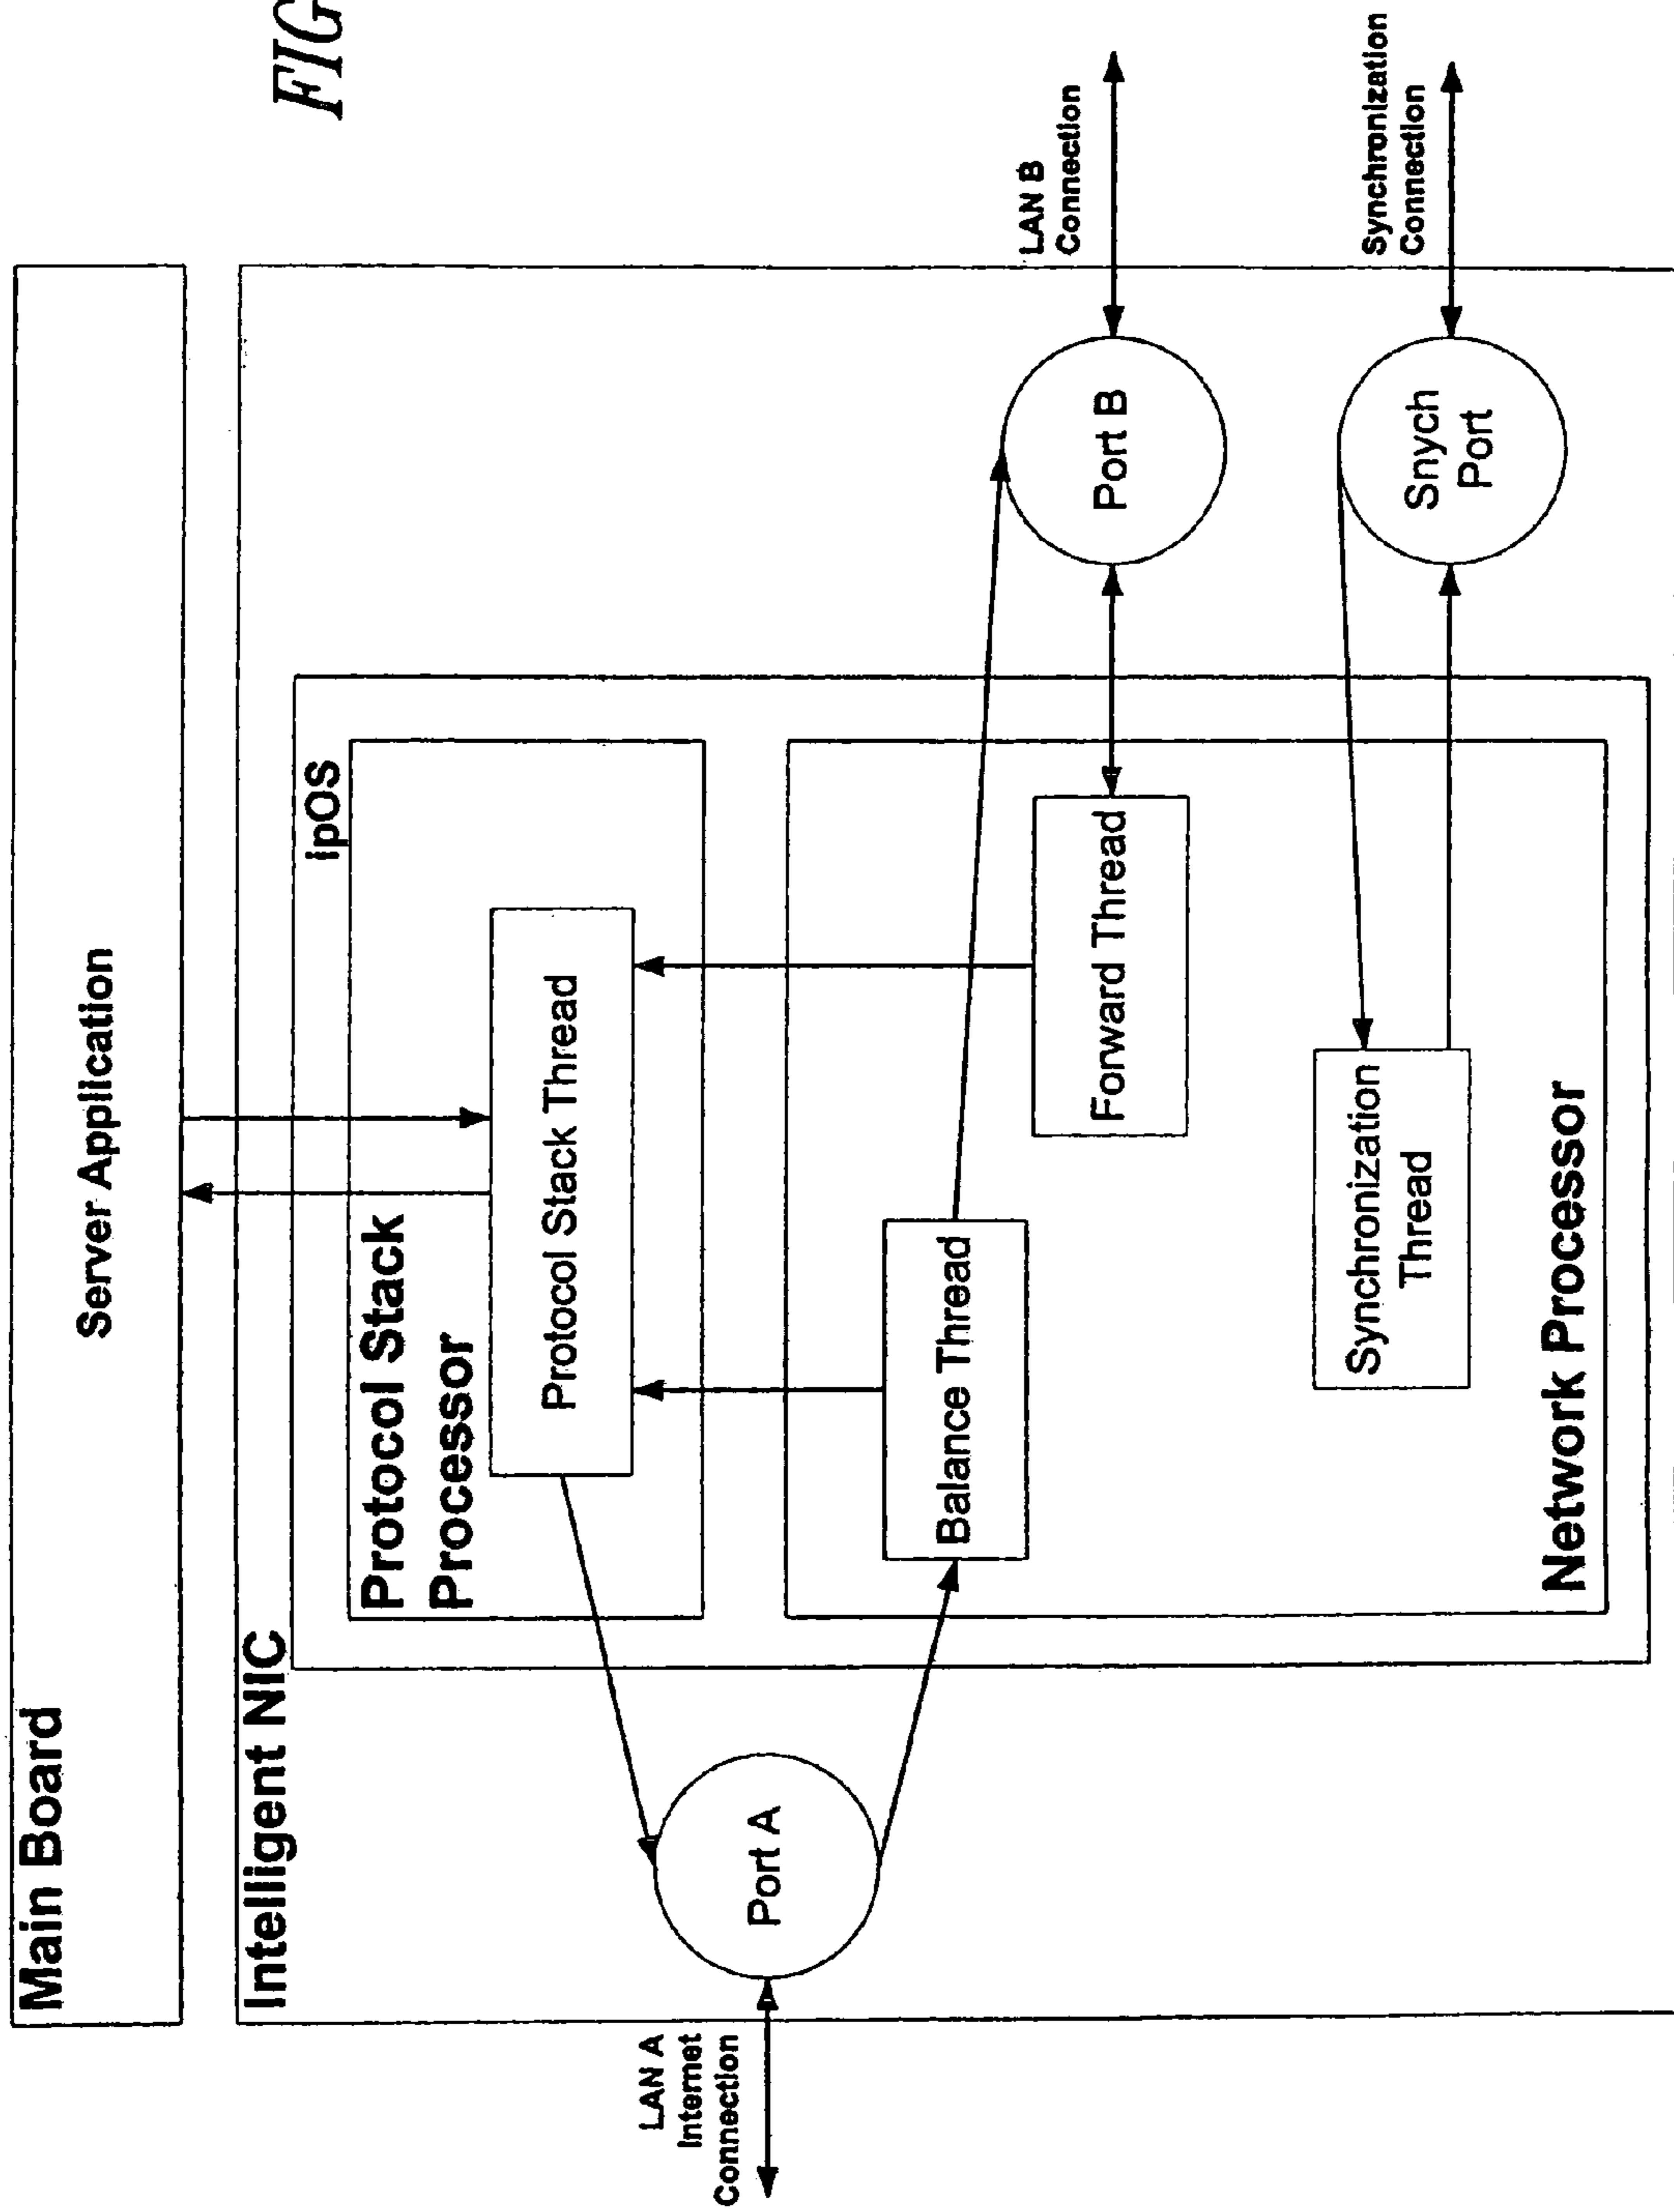 FIG
Main Board
Server Application
Intelligent NIC
ipOS
Protocol Stack
Processor
Protocol Stack Thread
LAN A
Internet
Connection
Port A
Balance Thread
Forward Thread
LAN B
Connection
Port B
Synchronization
Thread
Synchronization
Connection
Snych
Port
Network Processor